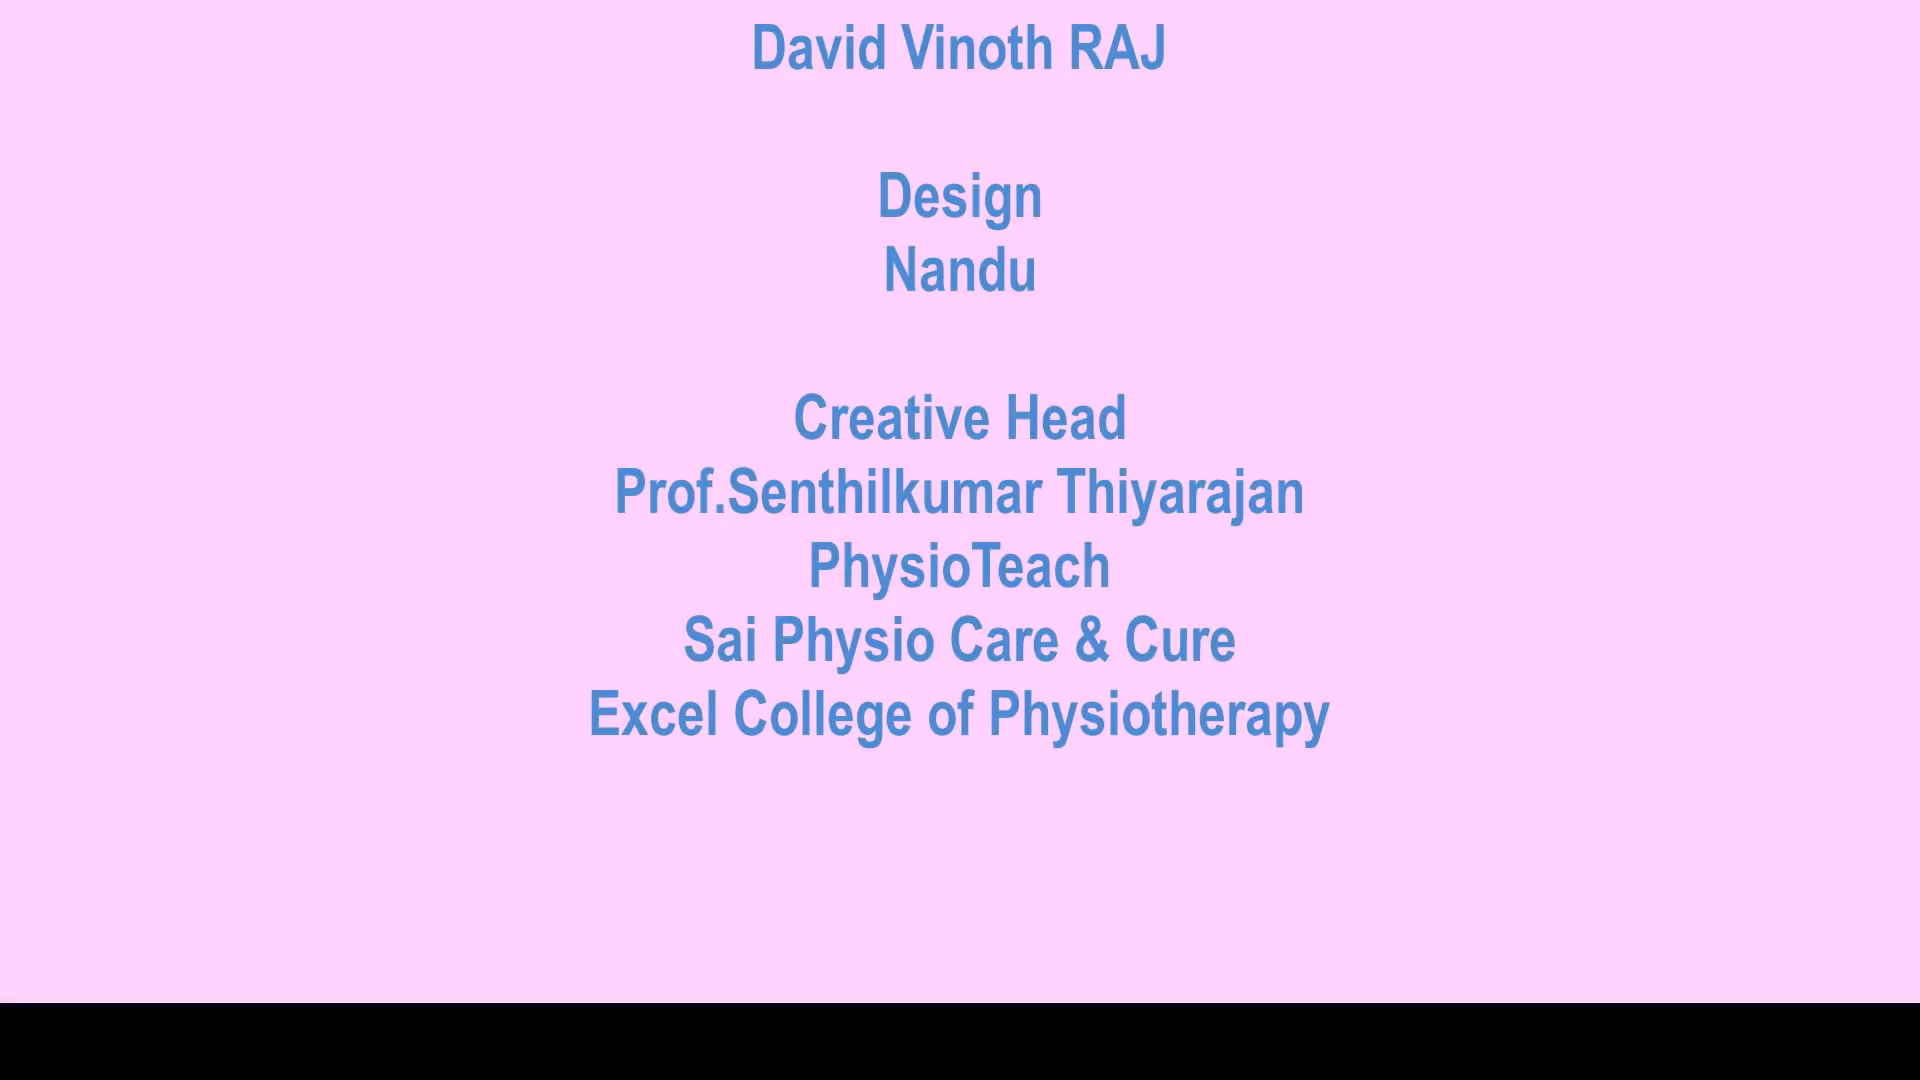 David Vinoth RAJ
Design
Nandu
Creative Head
Prof.Senthilkumar Thiyarajan
PhysioTeach
Sai Physio Care & Cure
Excel College of Physiotherapy